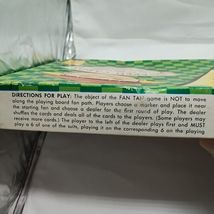 DIRECTIONS FOR PLAY: The object of the FAN TAN game is NOT to move
along the playing board fan path. Players choose a marker and place it near
the starting fan and choose a dealer for the first round of play. The dealer
shuffles the cards and deals all of the cards to the players. (Some players may
receive more cards.) The player to the left of the dealer plays first and MUST
play a 6 of one of the suits, playing it on the corresponding 6 on the playing